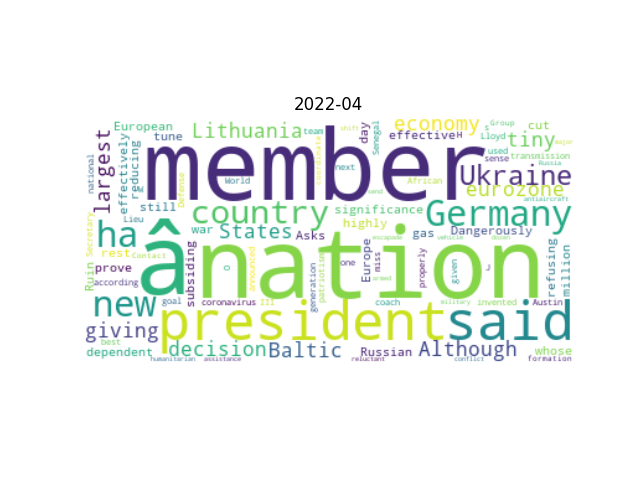 2022-04
European
tune
Lithuania
team
Senegal
day
economy
effective
H
Lloyd
s
Group
cut
tiny
transmission
Russia
largest
national
effectively
reducing
Defense
member
World
next
African
used
sense
major
Ukraine
eurozone
antiaircraft
still
country
significance
highly
Germany
ha
â
nation
war
States
Asks
gas
Dangerously
Europe
miss
properly
refusing
million
Secretary
rest
Contact
prove
According
Ruin
Lieu
subsiding
O
announced
generation
patriotism
one
armed
escapade
vehicle
dozen
given
J
new
goal
coronavirus
III
coach
military
invented
Austin
giving
president
said
dependent
best
decision
Baltic
Russian
Although
whose
formation
humanitarian
assistance
reluctant
conflict